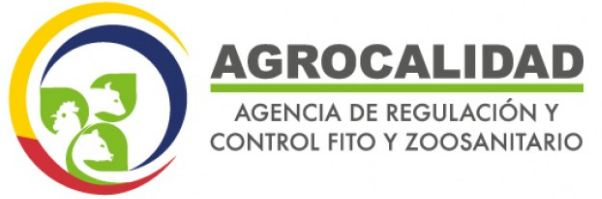 AGROCALIDAD
AGENCIA DE REGULACIÓN Y
CONTROL FITO Y ZOOSANITARIO